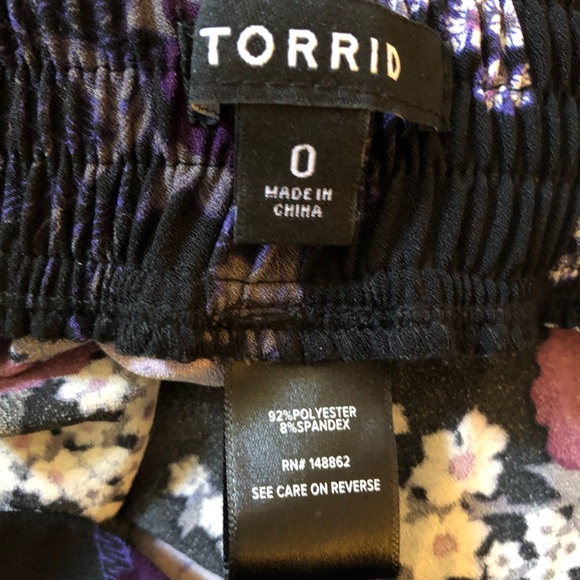 TORRID
0
MADE IN
CHINA
92%POLYESTER
8%SPANDEX
RN# 148862
SEE CARE ON REVERSE